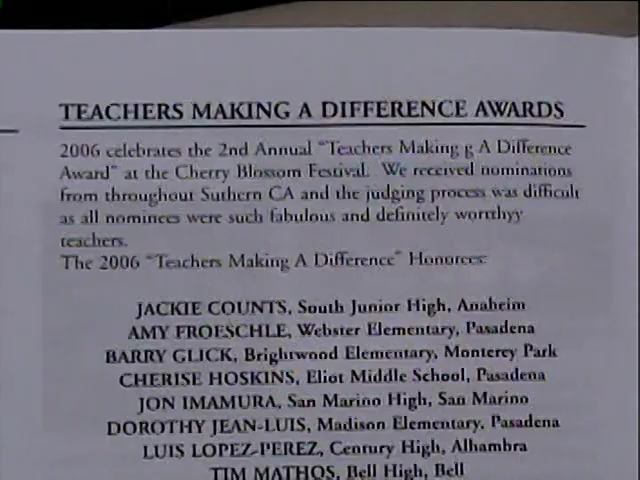 TEACHERS MAKING A DIFFERENCE AWARDS
2006 celebrates the 2nd Annual "Teachers Making g A Difference
Award" at the Cherry Blossom Festival. We received nominations
from throughout Suthern CA and the judging process was difficult
as all nominees were such fabulous and definitely worthyy
teachers.
The 2006 "Teachers Making A Difference" Honorees:
JACKIE COUNTS, South Junior High, Anaheim
AMY FROESCHLE, Webster Elementary, Pasadena
BARRY GLICK, Brightwood Elementary, Monterey Park
CHERISE HOSKINS, Eliot Middle School, Pasadena
JON IMAMURA, San Marino High, San Marino
DOROTHY JEAN-LUIS, Madison Elementary, Pasadena
LUIS LOPEZ-PEREZ, Century High, Alhambra
TIM MATHOS, Bell High, Bell